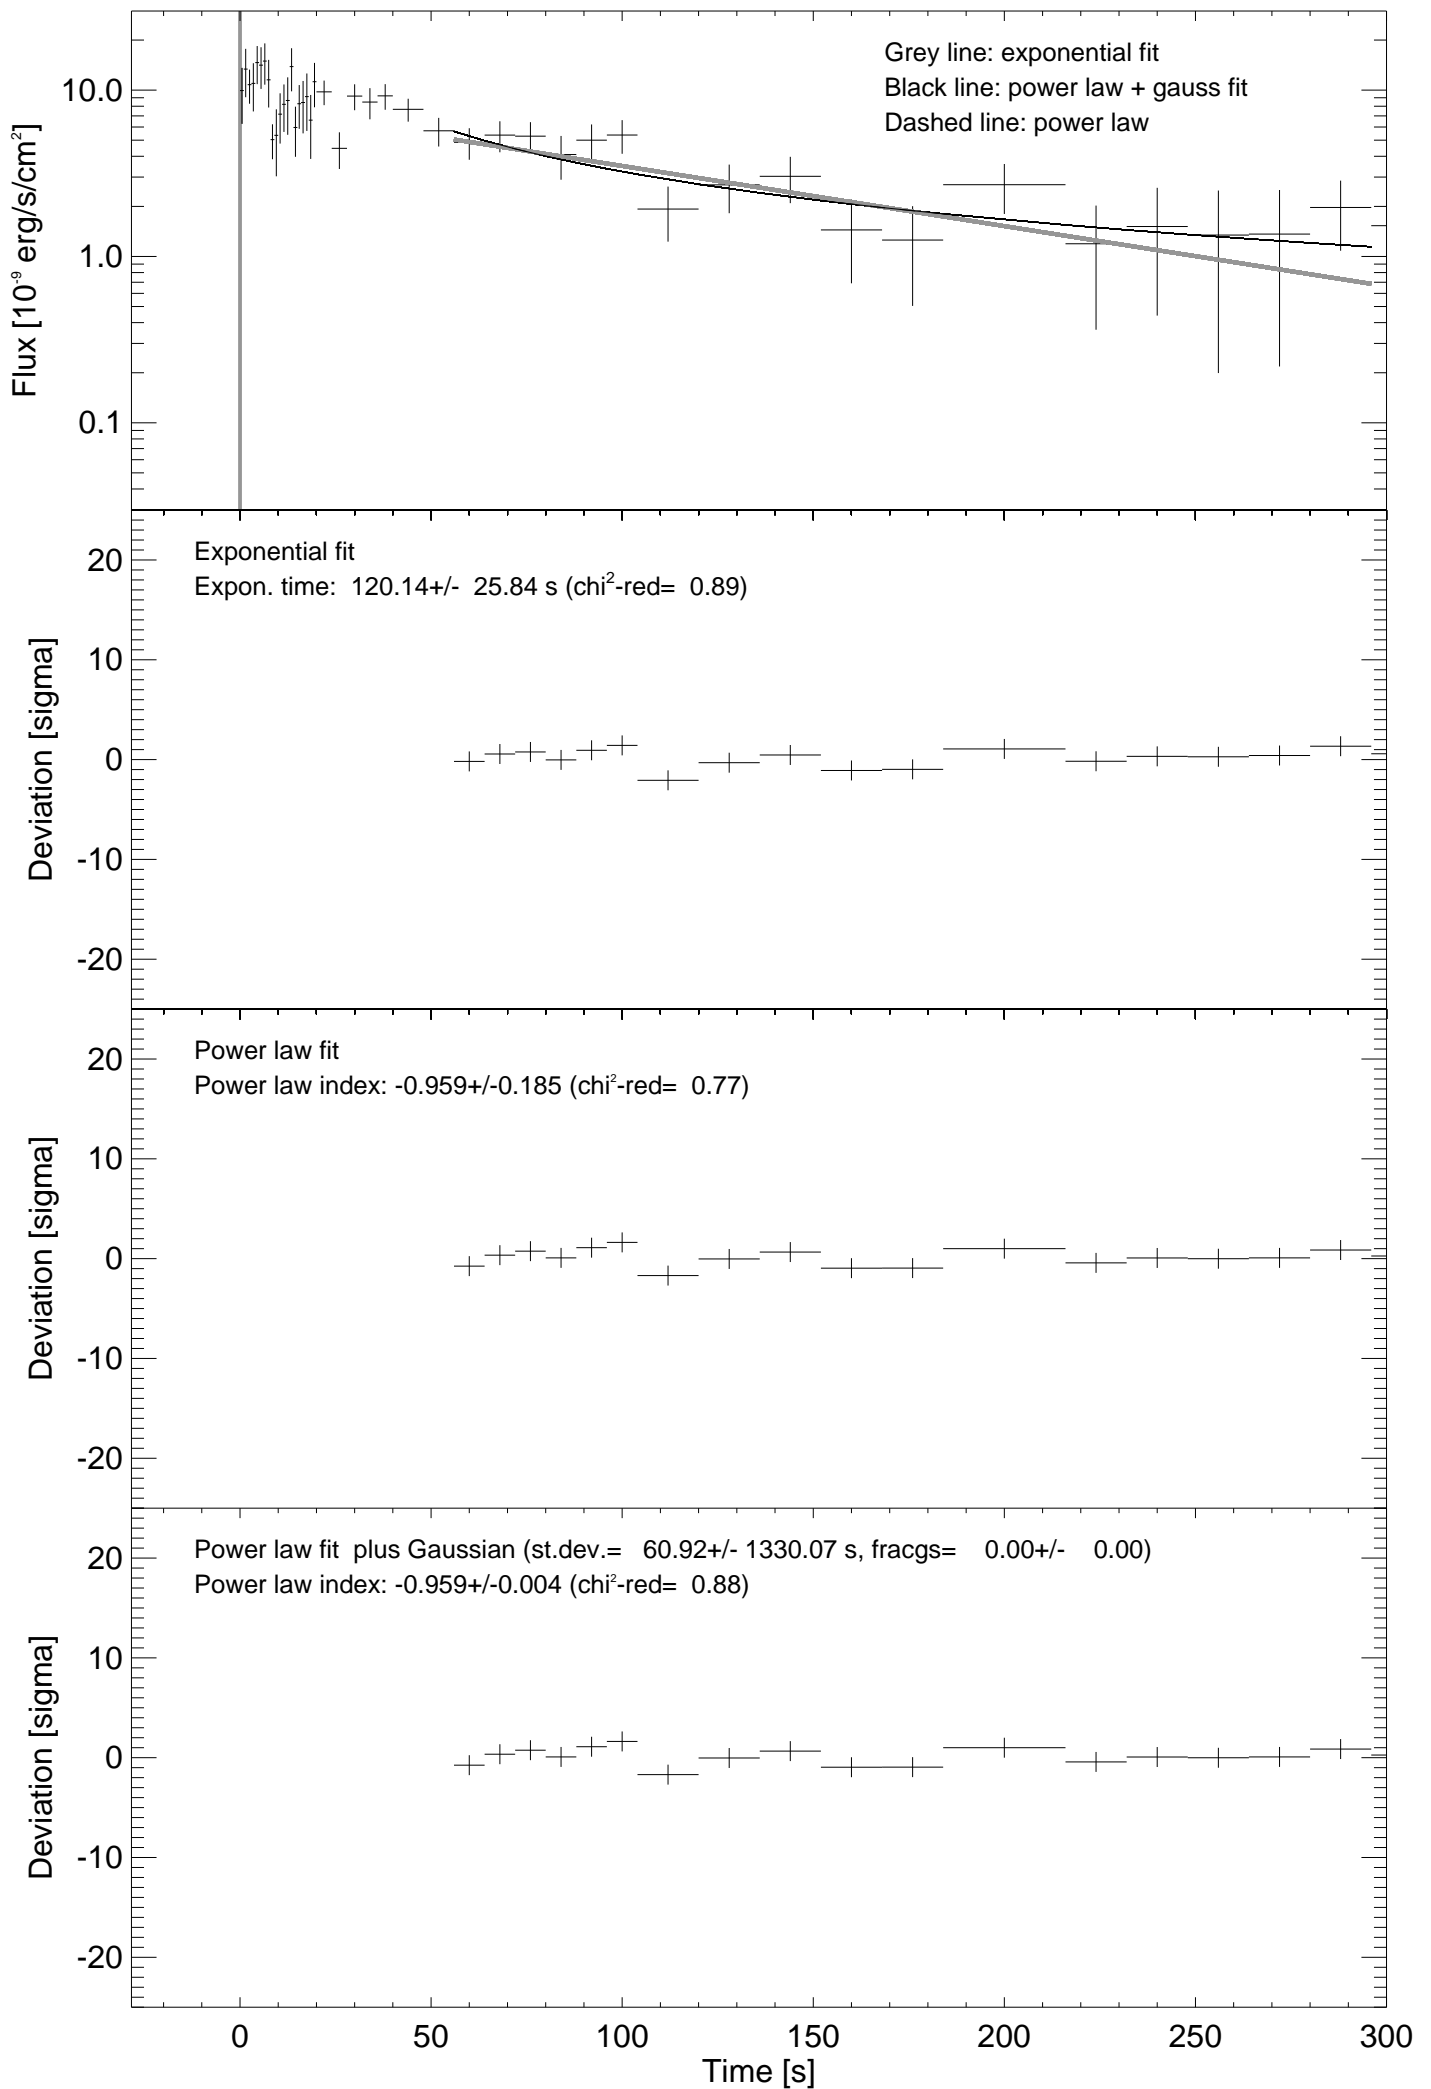 Grey line: exponential fit
Black line: power law + gauss fit
Dashed line: power law
10.0
1.0
0.1
Flux [10⁻⁹ erg/s/cm²]
Exponential fit
Expon. time: 120.14+/- 25.84 s (chi²-red= 0.89)
20
10
0
-10
-20
Deviation [sigma]
Power law fit
Power law index: -0.959+/-0.185 (chi²-red= 0.77)
20
10
0
-10
-20
Deviation [sigma]
Power law fit plus Gaussian (st.dev.= 60.92+/- 1330.07 s, fracgs= 0.00+/- 0.00)
Power law index: -0.959+/-0.004 (chi²-red= 0.88)
20
10
0
-10
-20
Deviation [sigma]
0 50 100 150 200 250 300
Time [s]